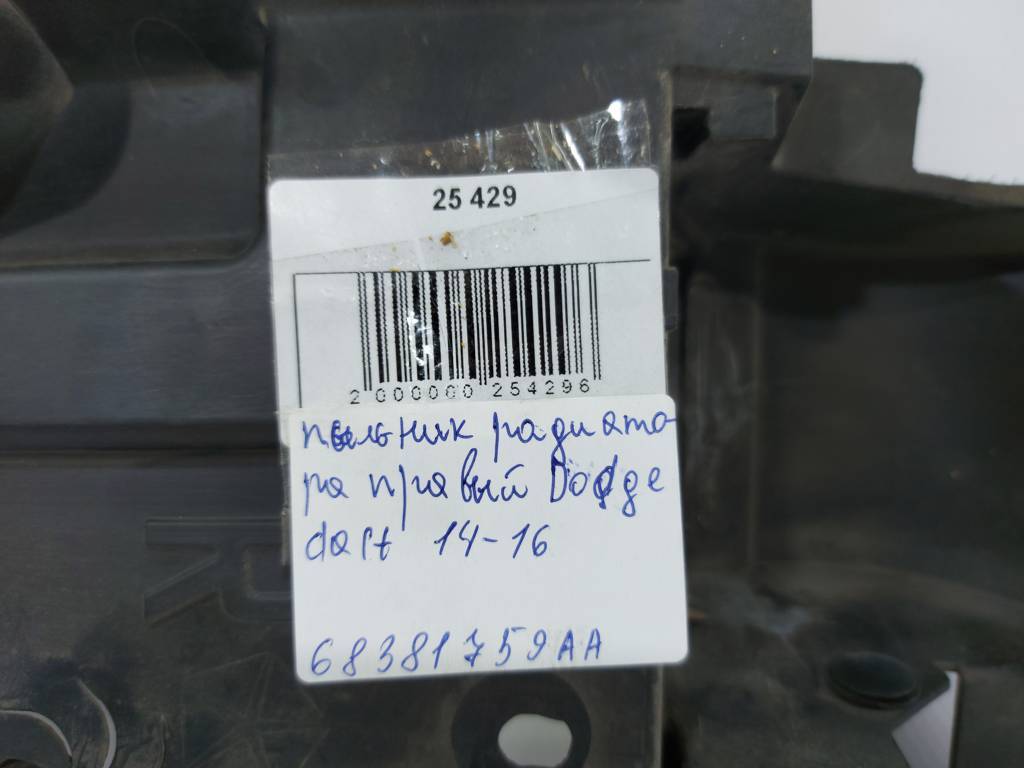 25 429
2 000000 254296
пыльник радиато-
ра правый Dodge
dart 14-16
68381759AA